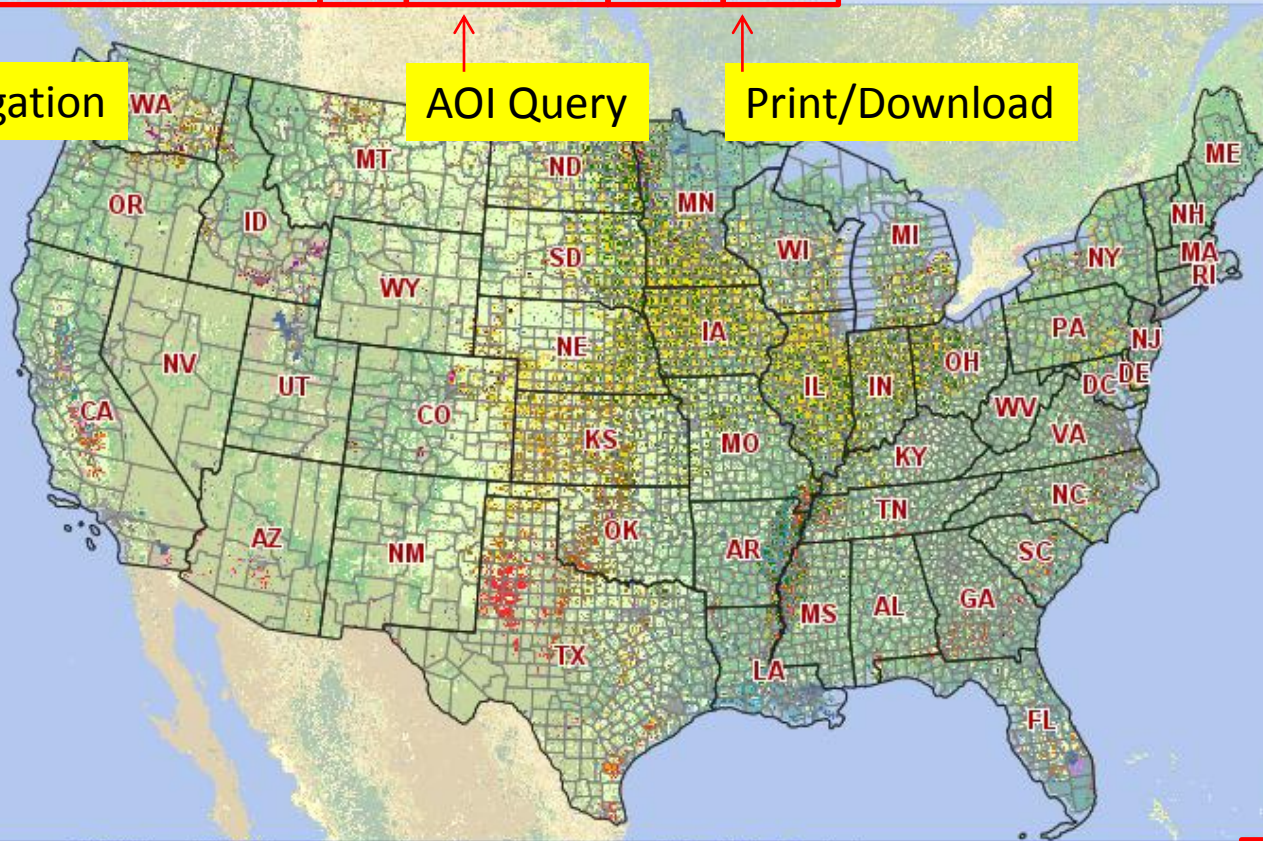 gation
AOI Query
Print/Download
WA
MT
ND
MN
ME
OR
ID
SD
WI
MI
NH
NY
MA
RI
WY
IA
PA
NJ
NV
NE
IL
IN
OH
DE
DC
UT
CO
CA
KS
MO
WV
VA
KY
NC
TN
AZ
NM
OK
AR
SC
MS
AL
GA
TX
LA
FL